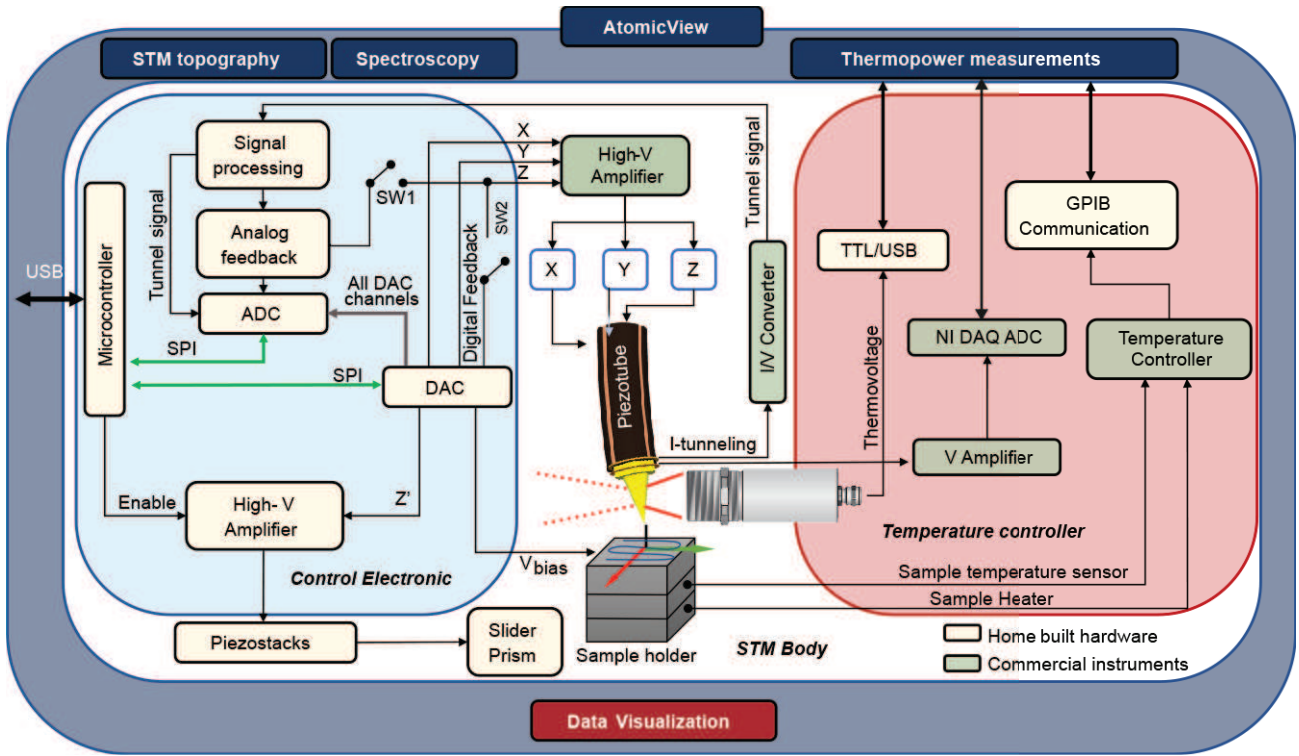 AtomicView
STM topography
Spectroscopy
Thermopower measurements
Signal
processing
Tunnel signal
Analog
feedback
ADC
SW1
X
Y
Z
SW2
High-V
Amplifier
Tunnel signal
X
Y
Z
I/V Converter
Piezotube
I-tunneling
USB
Microcontroller
All DAC
channels
Digital Feedback
SPI
SPI
DAC
Enable
Z'
High- V
Amplifier
Control Electronic
Vbias
Piezostacks
Slider
Prism
Sample holder
STM Body
GPIB
Communication
TTL/USB
NI DAQ ADC
Temperature
Controller
Thermovoltage
V Amplifier
Temperature controller
Sample temperature sensor
Sample Heater
Home built hardware
Commercial instruments
Data Visualization